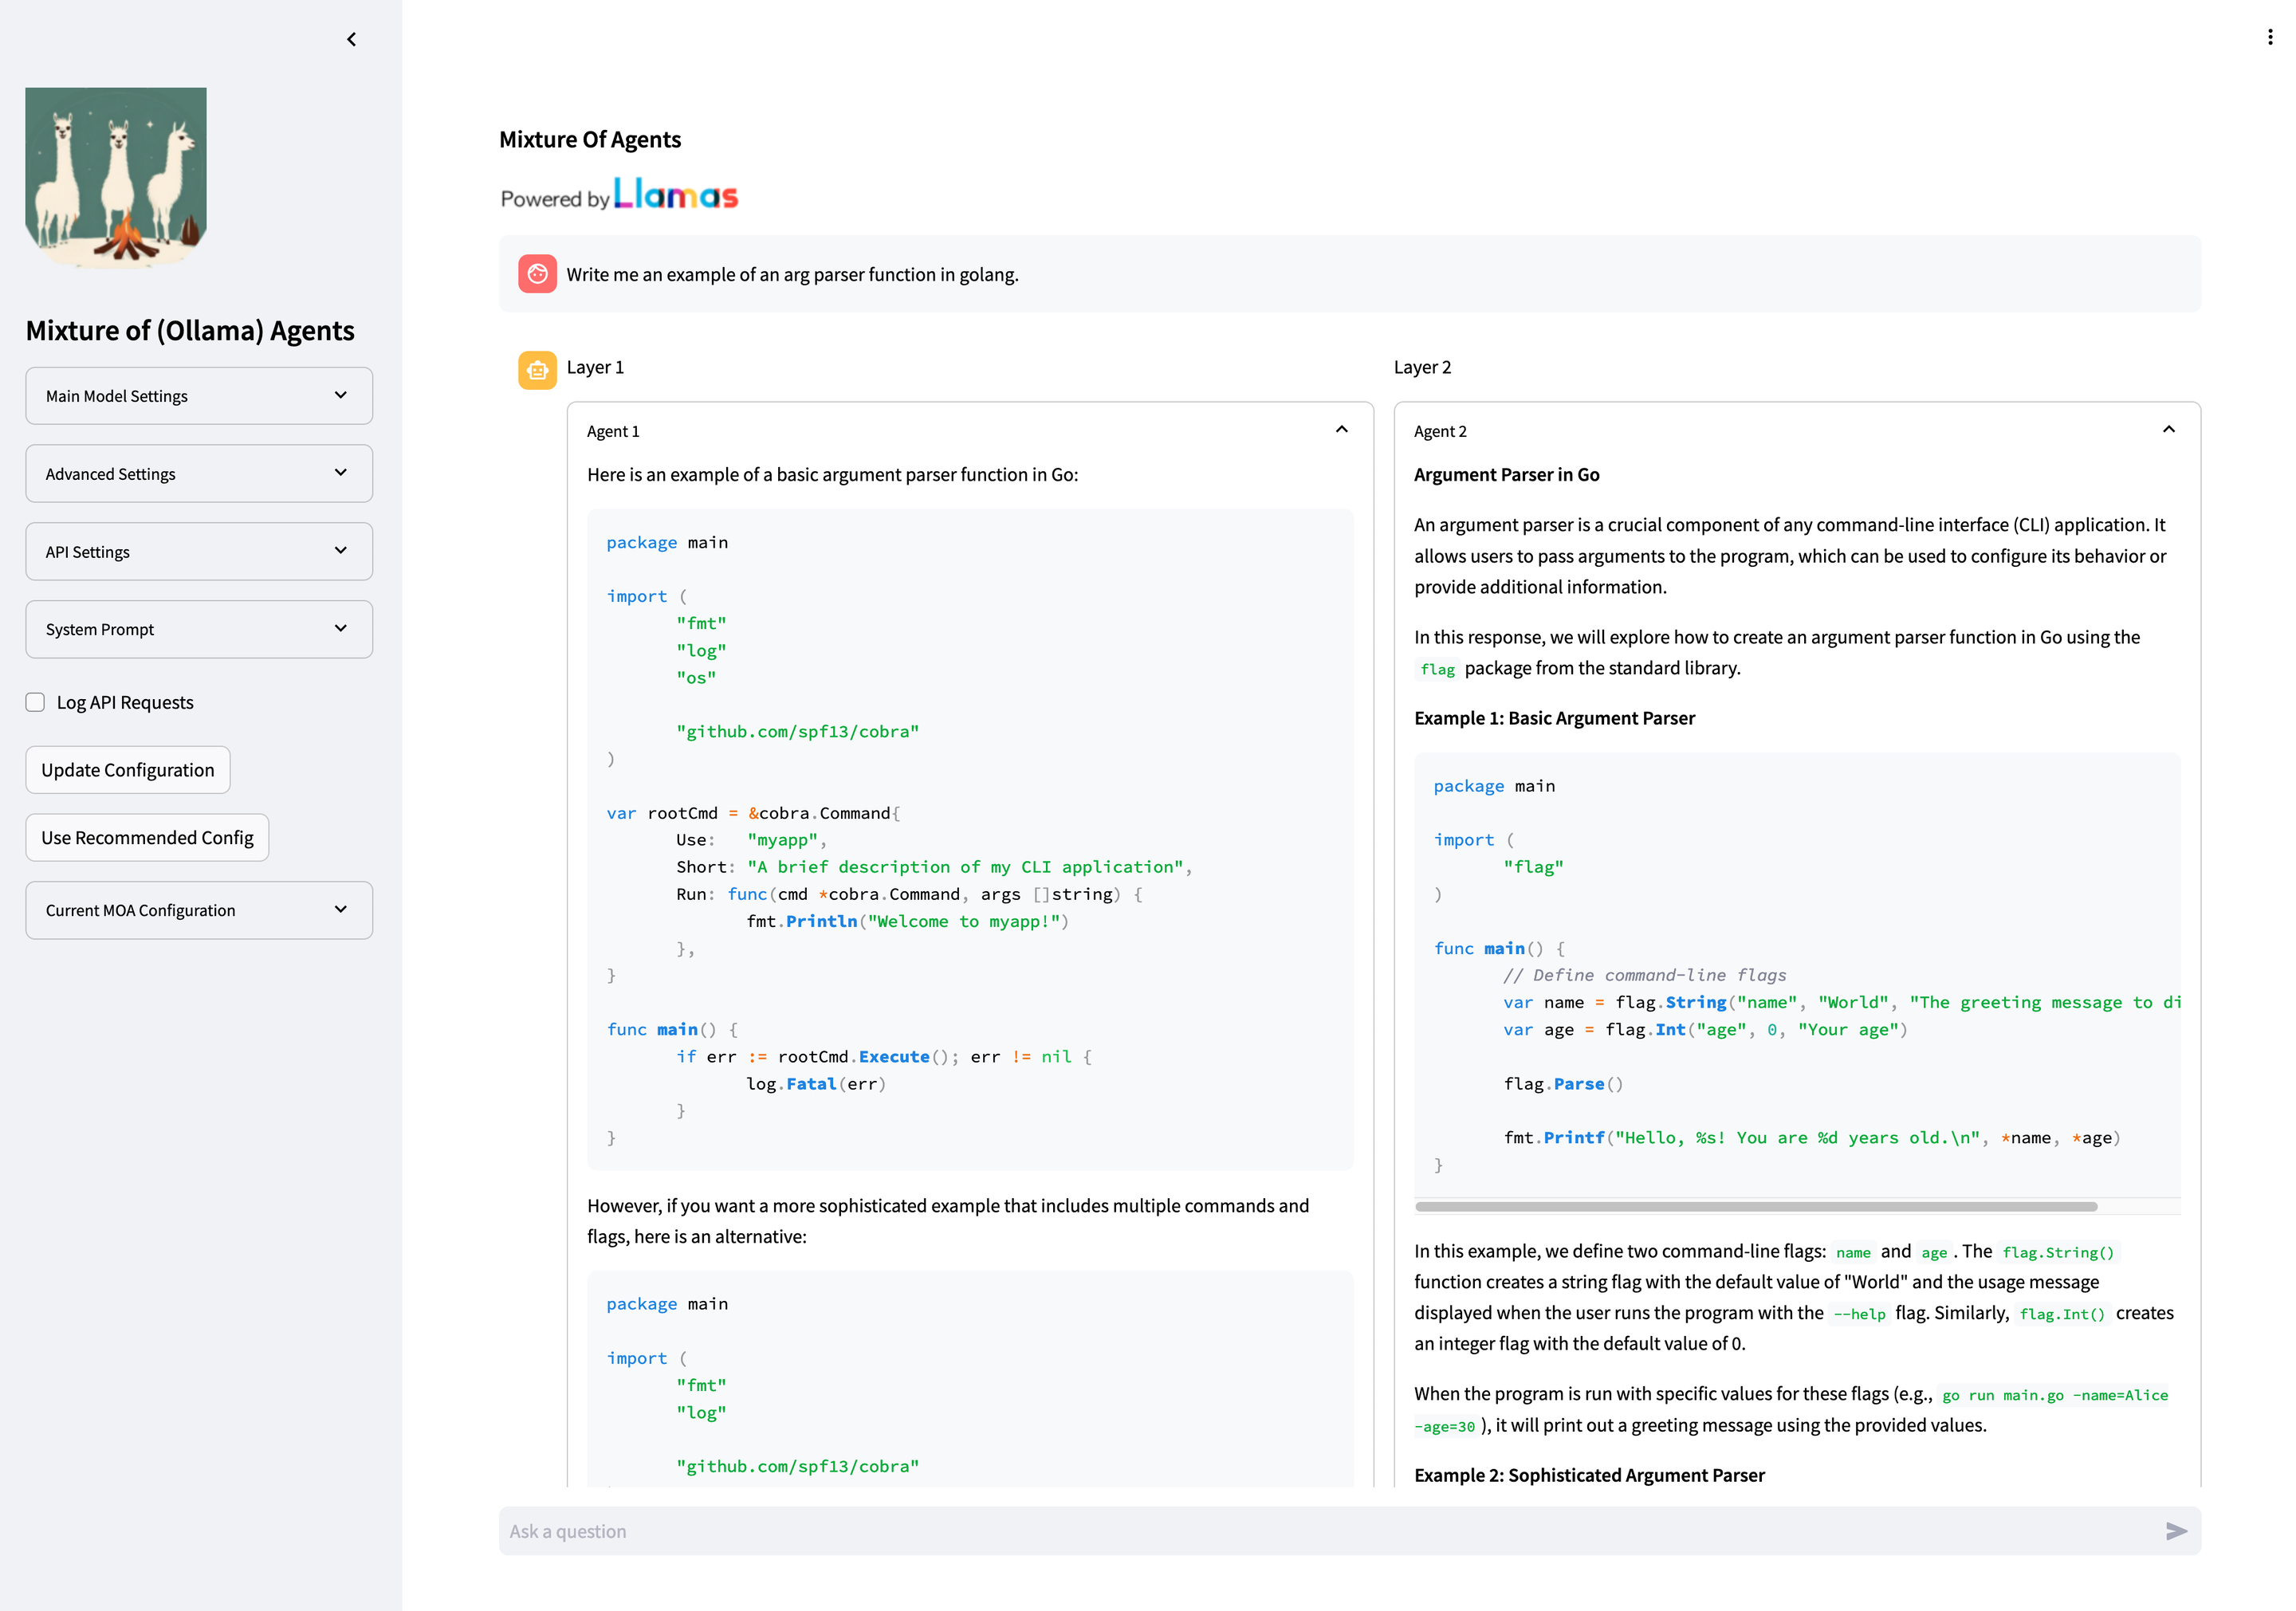 Mixture of (Ollama) Agents
Main Model Settings
Advanced Settings
API Settings
System Prompt
Log API Requests
Update Configuration
Use Recommended Config
Current MOA Configuration
Mixture Of Agents
Powered by Llamas
Write me an example of an arg parser function in golang.
Layer 1
Agent 1
Here is an example of a basic argument parser function in Go:
package main
import (
"fmt"
"log"
"os"
"github.com/spf13/cobra"
)
var rootCmd = &cobra.Command{
Use:   "myapp",
Short: "A brief description of my CLI application",
Run: func(cmd *cobra.Command, args []string) {
fmt.Println("Welcome to myapp!")
},
}
func main() {
if err := rootCmd.Execute(); err != nil {
log.Fatal(err)
}
}
However, if you want a more sophisticated example that includes multiple commands and
flags, here is an alternative:
package main
import (
"fmt"
"log"
"github.com/spf13/cobra"
Layer 2
Agent 2
Argument Parser in Go
An argument parser is a crucial component of any command-line interface (CLI) application. It
allows users to pass arguments to the program, which can be used to configure its behavior or
provide additional information.
In this response, we will explore how to create an argument parser function in Go using the
flag package from the standard library.
Example 1: Basic Argument Parser
package main
import (
"flag"
)
func main() {
// Define command-line flags
var name = flag.String("name", "World", "The greeting message to di
var age = flag.Int("age", 0, "Your age")
flag.Parse()
fmt.Printf("Hello, %s! You are %d years old.\n", *name, *age)
}
In this example, we define two command-line flags: name and age . The flag.String()
function creates a string flag with the default value of "World" and the usage message
displayed when the user runs the program with the --help flag. Similarly, flag.Int() creates
an integer flag with the default value of 0.
When the program is run with specific values for these flags (e.g., go run main.go -name=Alice
-age=30 ), it will print out a greeting message using the provided values.
Example 2: Sophisticated Argument Parser
Ask a question